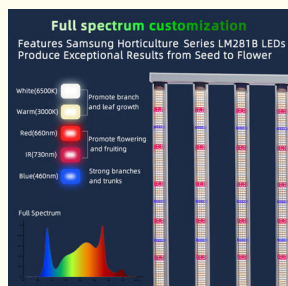 Full spectrum customization
Features Samsung Horticulture Series LM281B LEDs
Produce Exceptional Results from Seed to Flower
White(6500K)
Warm(3000K)
Promote branch
and leaf growth
Red(660nm)
IR(730nm)
Promote flowering
and fruiting
Blue(460nm)
Strong branches
and trunks
Full Spectrum